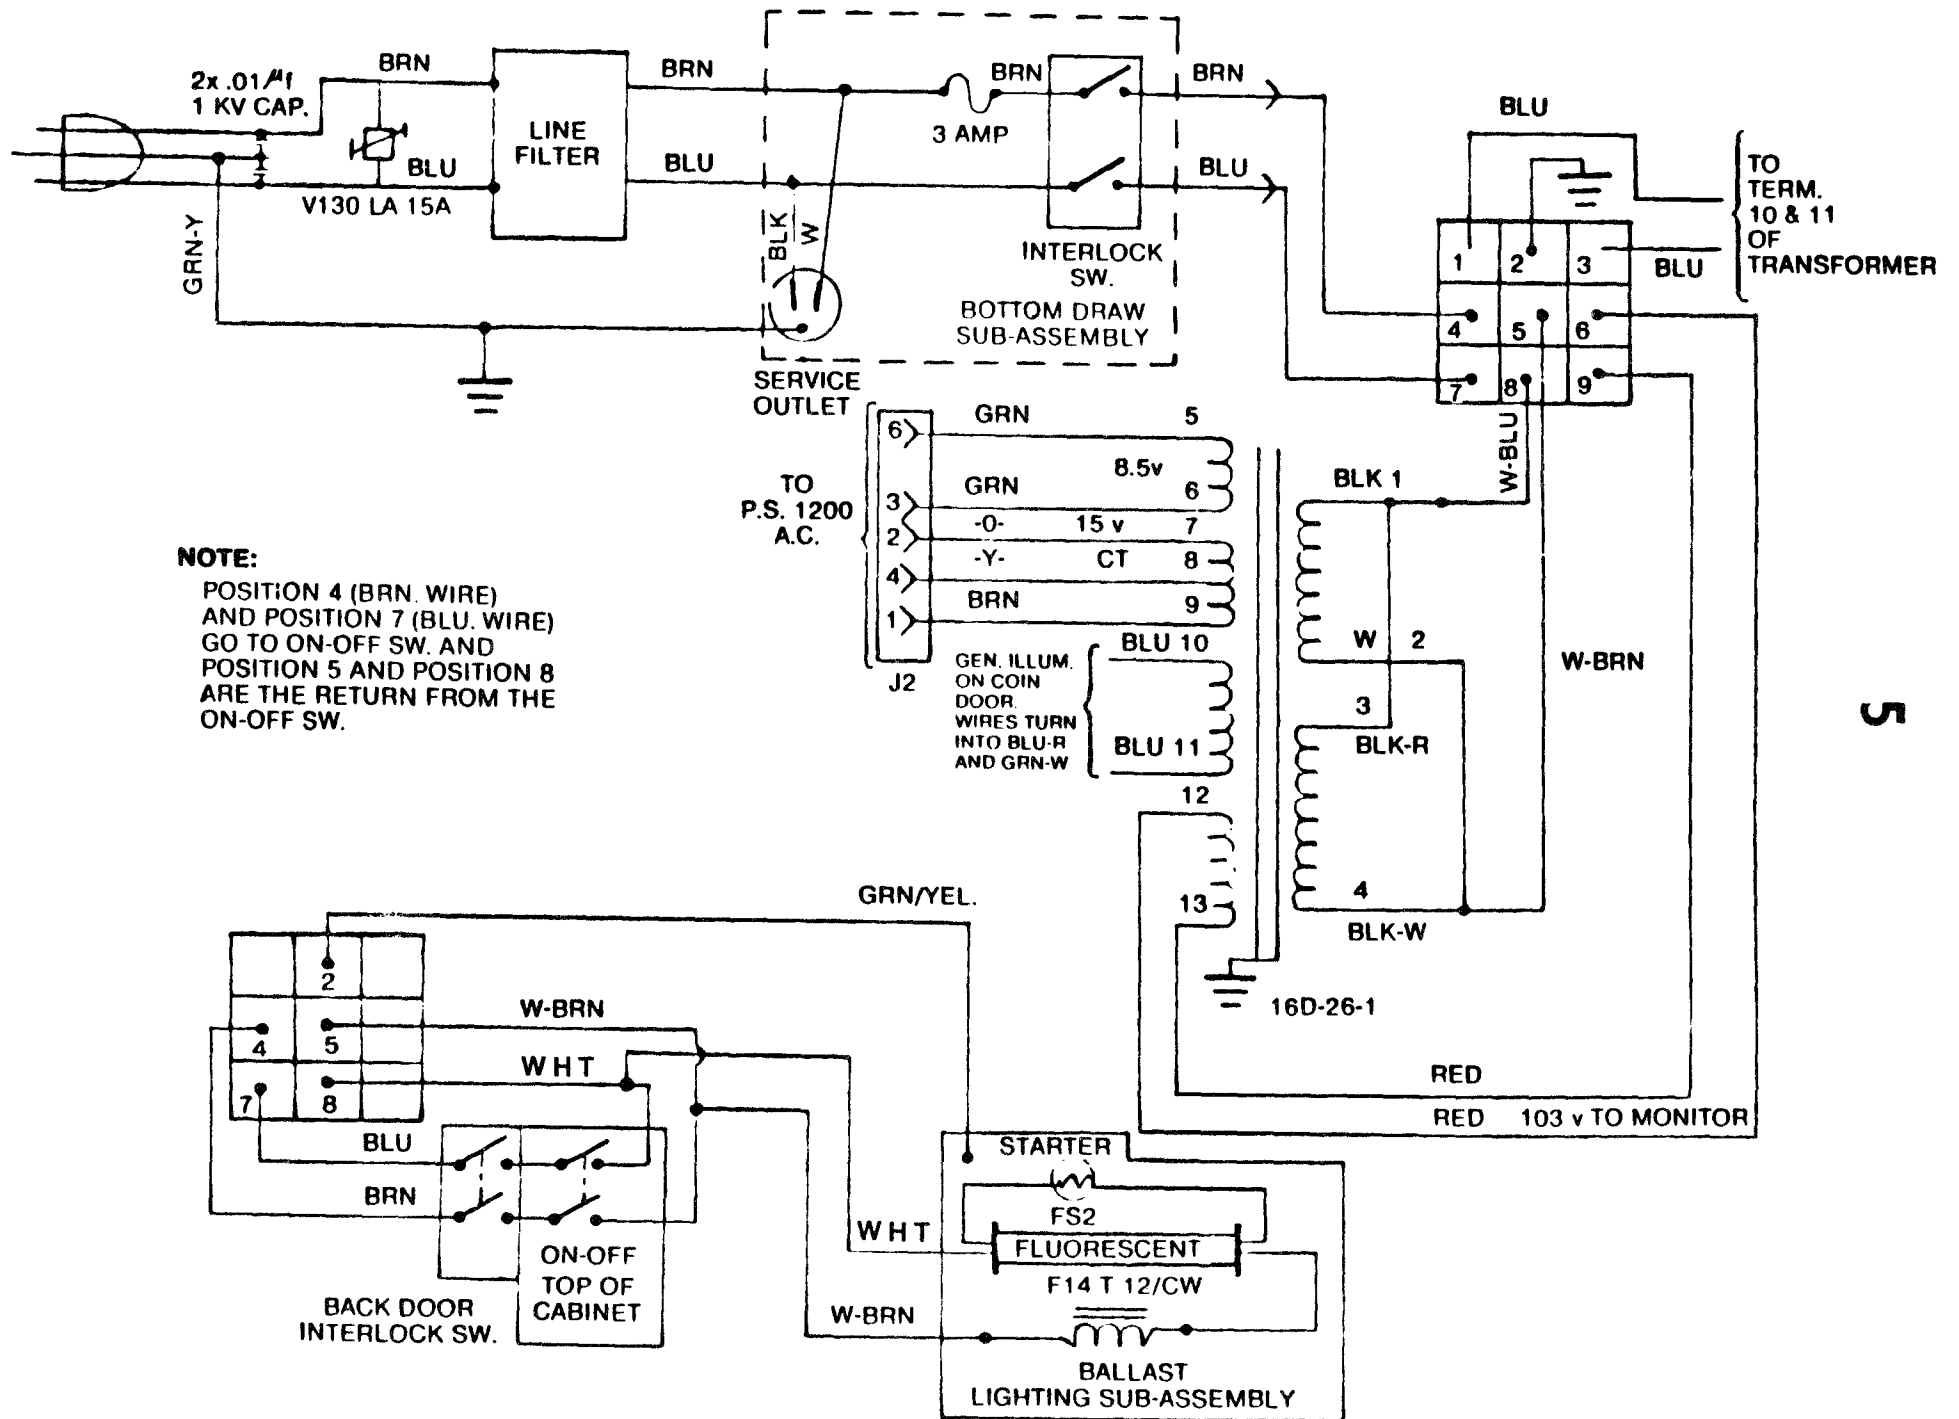 2x .01 µf
1 KV CAP.
BRN
BLU
V130 LA 15A
GRN-Y
LINE
FILTER
BRN
BLU
BLK
W
3 AMP
BRN
INTERLOCK
SW.
BOTTOM DRAW
SUB-ASSEMBLY
SERVICE
OUTLET
BRN
BLU
BLU
BLU
TO
TERM.
10 & 11
OF
TRANSFORMER
1 2 3
4 5 6
7 8 9
W-BLU
TO
P.S. 1200
A.C.
6
3
2
4
1
J2
GRN
GRN
-O-
-Y-
BRN
8.5v
15 v
CT
5
6
7
8
9
BLU 10
BLU 11
12
13
GEN. ILLUM.
ON COIN
DOOR.
WIRES TURN
INTO BLU-R
AND GRN-W
BLK 1
W 2
3
BLK-R
4
BLK-W
W-BRN
16D-26-1
RED
RED 103 v TO MONITOR
5
NOTE:
POSITION 4 (BRN. WIRE)
AND POSITION 7 (BLU. WIRE)
GO TO ON-OFF SW. AND
POSITION 5 AND POSITION 8
ARE THE RETURN FROM THE
ON-OFF SW.
GRN/YEL.
2
4 5
7 8
W-BRN
WHT
BLU
BRN
ON-OFF
TOP OF
CABINET
BACK DOOR
INTERLOCK SW.
WHT
W-BRN
STARTER
FS2
FLUORESCENT
F14 T 12/CW
BALLAST
LIGHTING SUB-ASSEMBLY